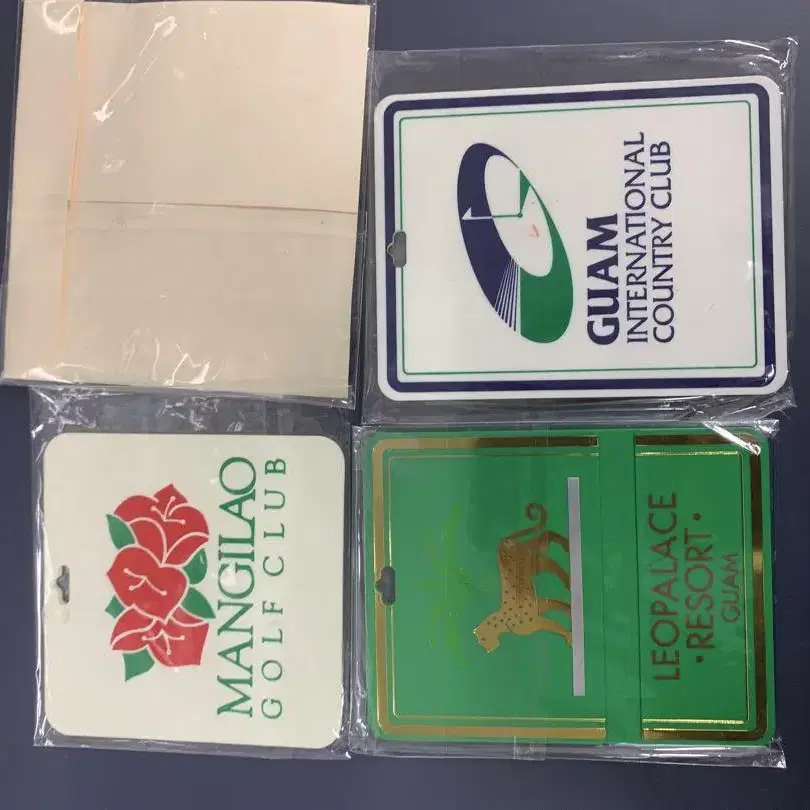 GUAM
INTERNATIONAL
COUNTRY CLUB
MANGILAO
GOLF CLUB
LEOPALACE
• RESORT •
GUAM